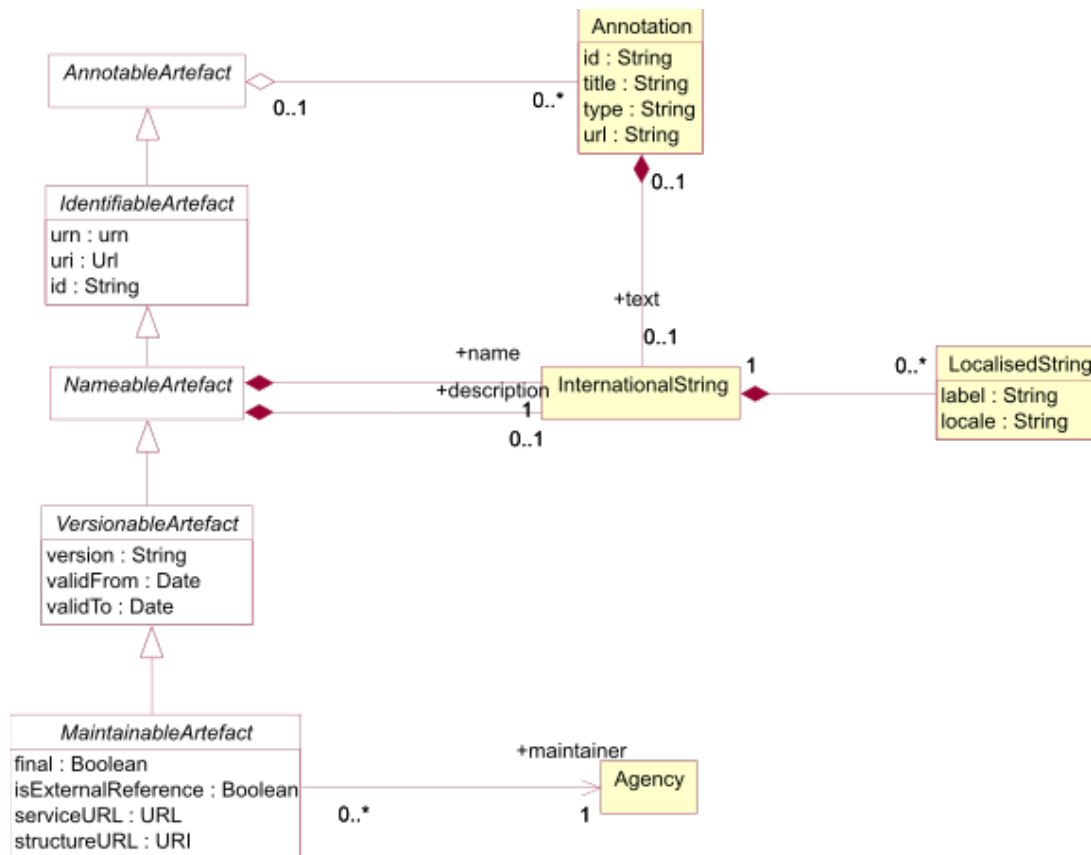 Annotation
id : String
title : String
type : String
url : String
AnnotableArtefact
0..1
0..*
0..1
IdentifiableArtefact
urn : urn
uri : Url
id : String
+text
0..1
NameableArtefact
+name
+description
1
0..1
InternationalString
1
0..*
LocalisedString
label : String
locale : String
VersionableArtefact
version : String
validFrom : Date
validTo : Date
MaintainableArtefact
final : Boolean
isExternalReference : Boolean
serviceURL : URL
structureURL : URI
+maintainer
0..*
1
Agency